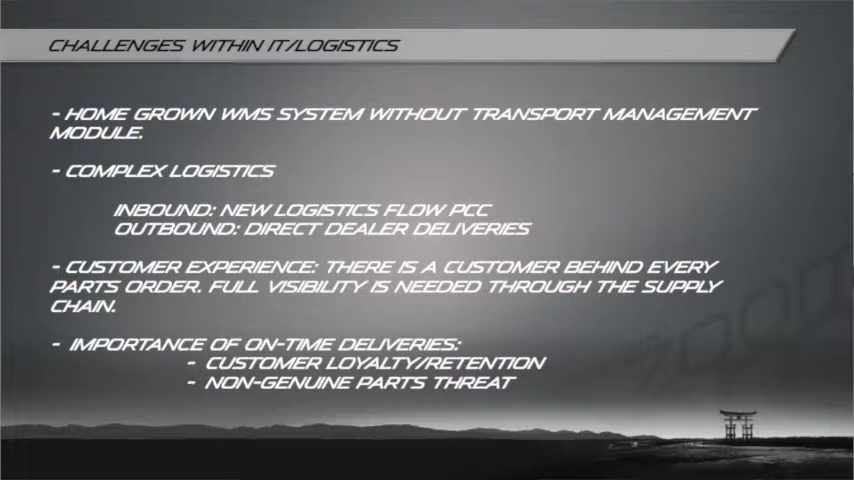 CHALLENGES WITHIN IT/LOGISTICS
- HOME GROWN WMS SYSTEM WITHOUT TRANSPORT MANAGEMENT
MODULE.
- COMPLEX LOGISTICS
INBOUND: NEW LOGISTICS FLOW PCC
OUTBOUND: DIRECT DEALER DELIVERIES
- CUSTOMER EXPERIENCE: THERE IS A CUSTOMER BEHIND EVERY
PARTS ORDER. FULL VISIBILITY IS NEEDED THROUGH THE SUPPLY
CHAIN.
- IMPORTANCE OF ON-TIME DELIVERIES:
- CUSTOMER LOYALTY/RETENTION
- NON-GENUINE PARTS THREAT